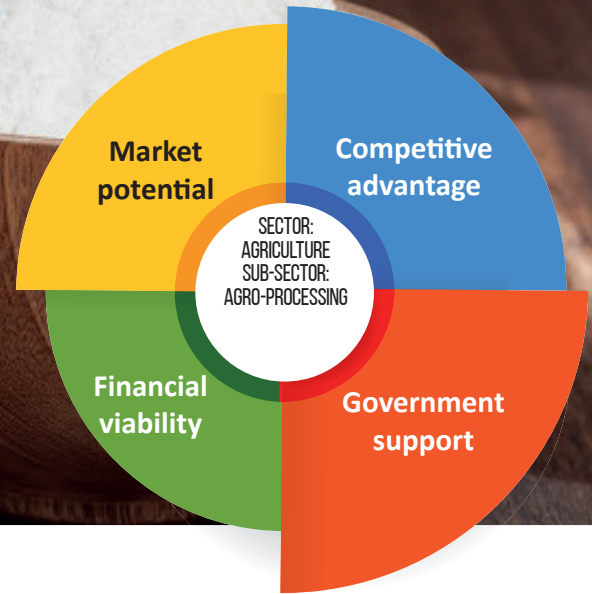 Market
potential
Competitive
advantage
SECTOR:
AGRICULTURE
SUB-SECTOR:
AGRO-PROCESSING
Financial
viability
Government
support